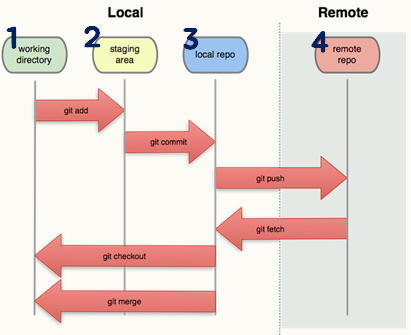 Local
Remote
1
working
directory
2
staging
area
3
local repo
4
remote
repo
git add
git commit
git push
git fetch
git checkout
git merge